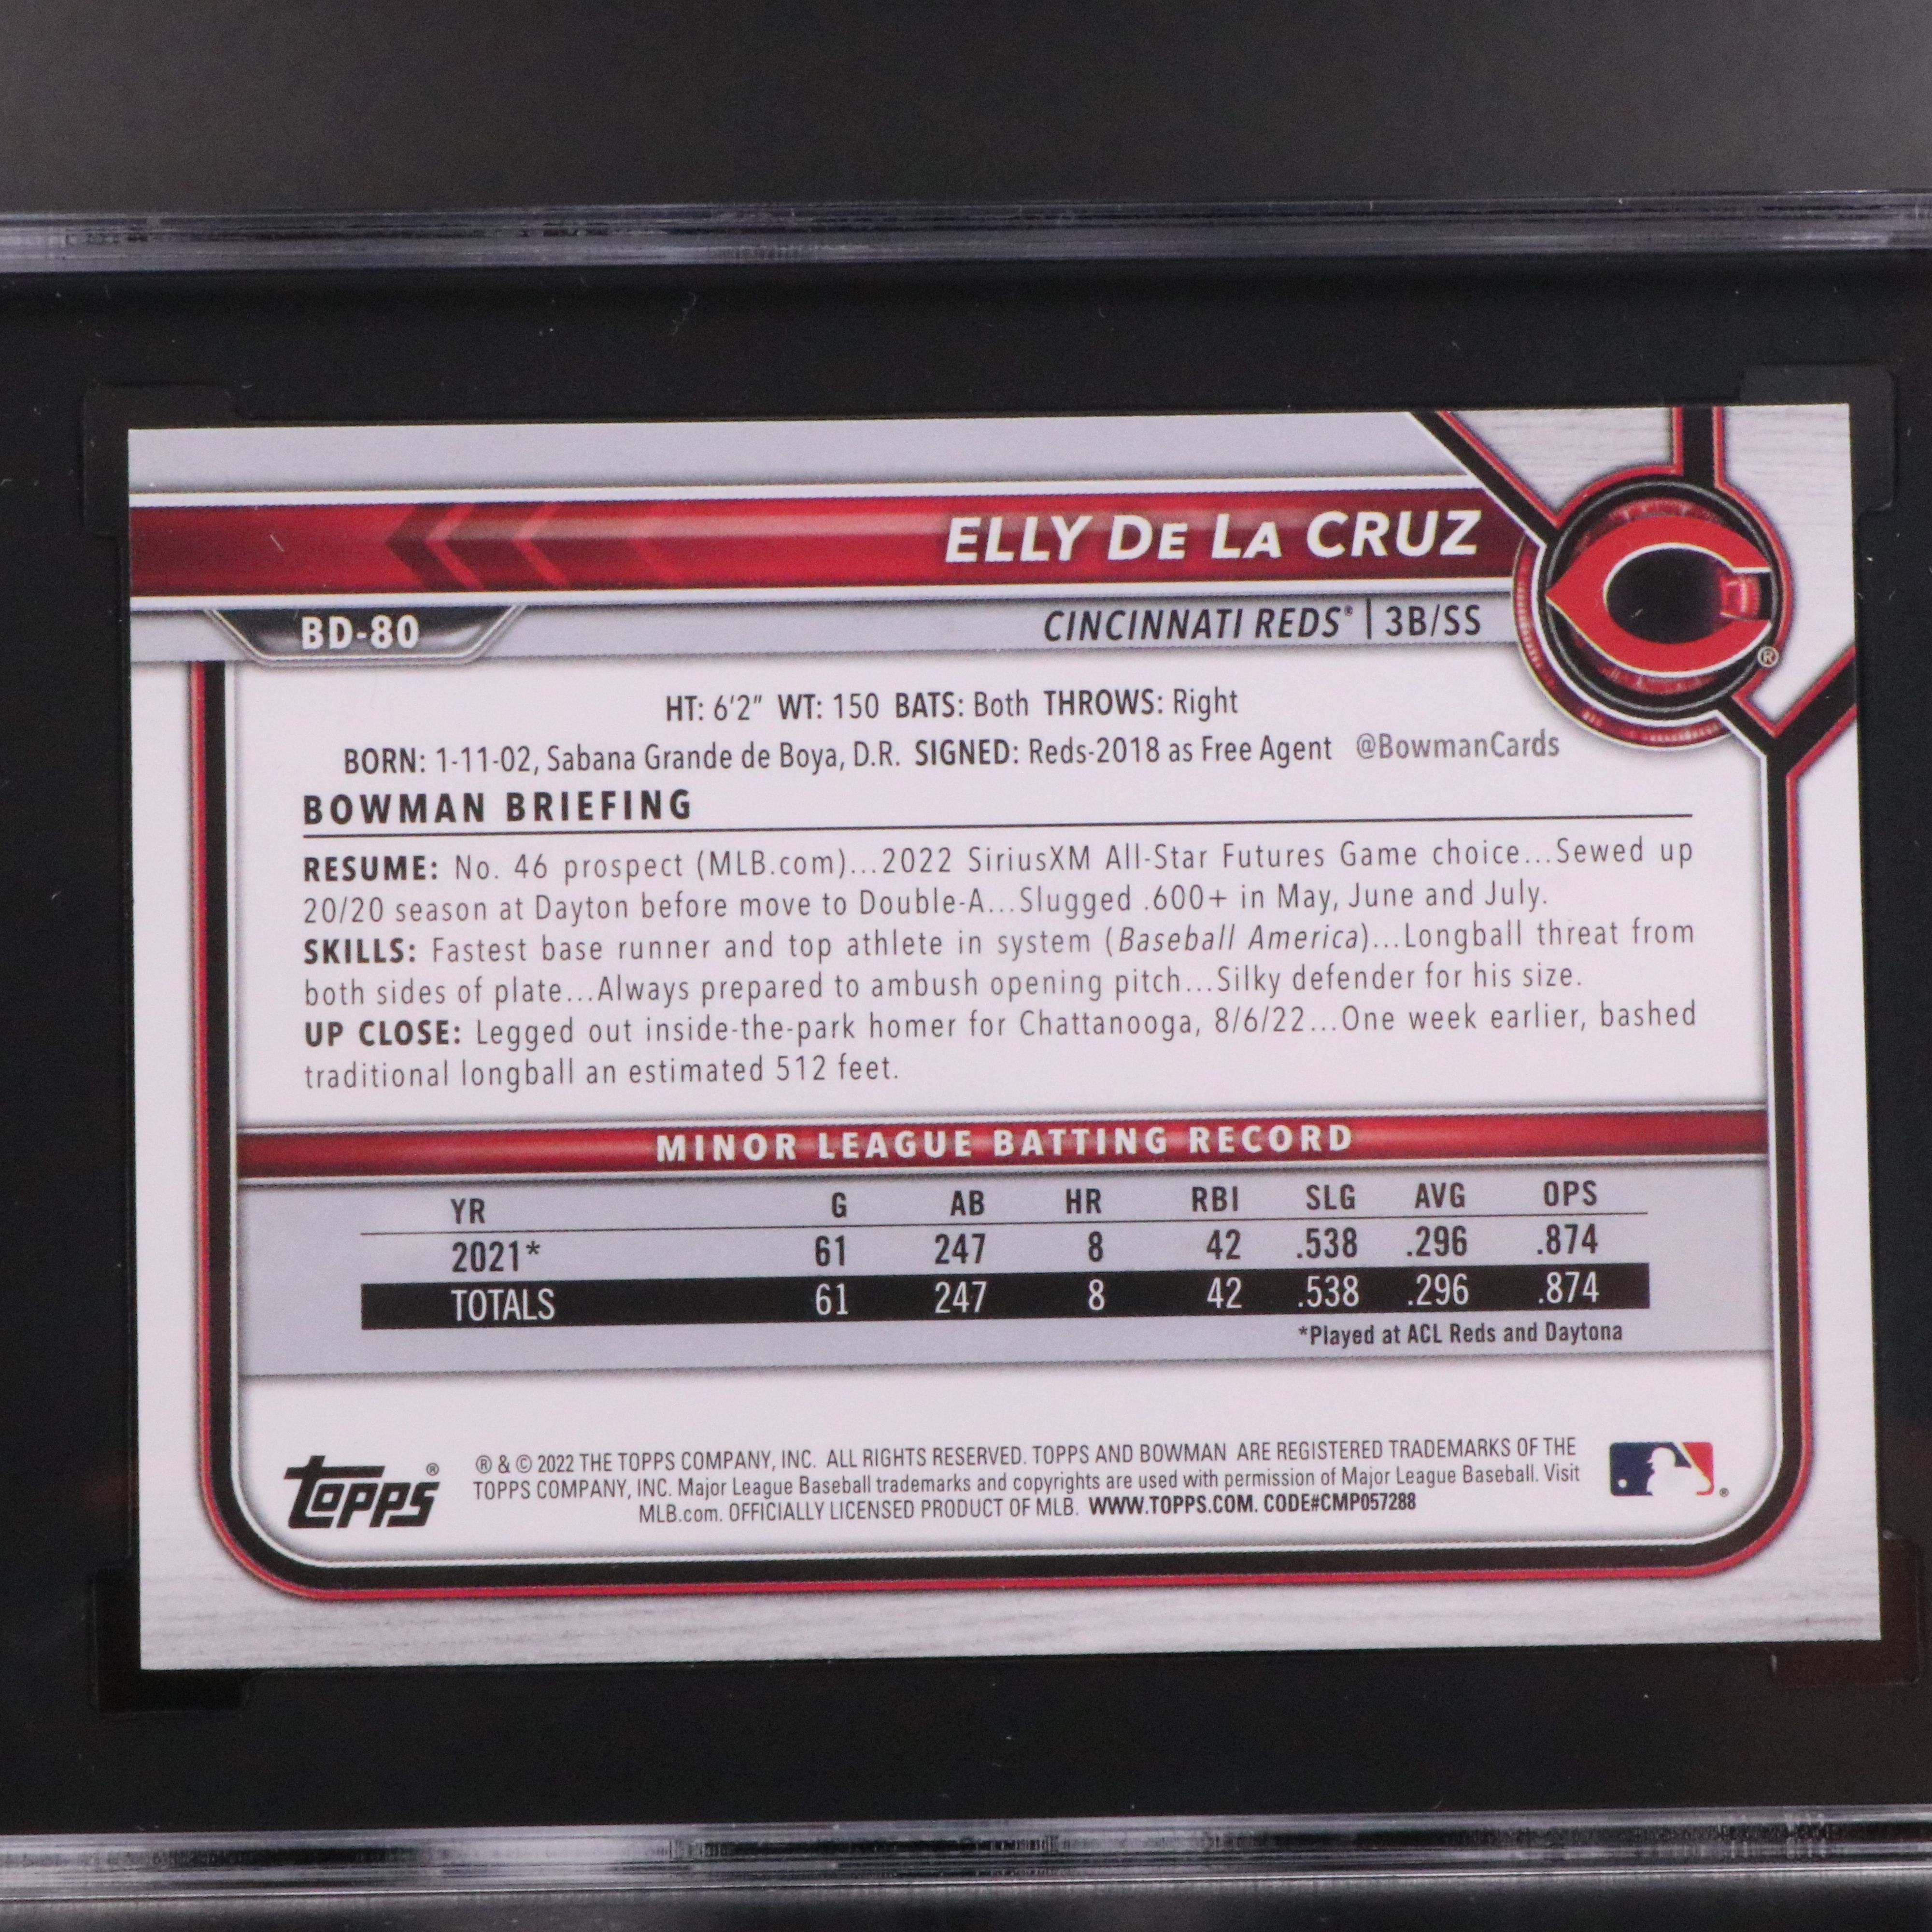 ELLY DE LA CRUZ
BD-80
CINCINNATI REDS® | 3B/SS
®
HT: 6'2" WT: 150 BATS: Both THROWS: Right
BORN: 1-11-02, Sabana Grande de Boya, D.R. SIGNED: Reds-2018 as Free Agent @BowmanCards
BOWMAN BRIEFING
RESUME: No. 46 prospect (MLB.com)...2022 SiriusXM All-Star Futures Game choice...Sewed up
20/20 season at Dayton before move to Double-A...Slugged .600+ in May, June and July.
SKILLS: Fastest base runner and top athlete in system (Baseball America)...Longball threat from
both sides of plate...Always prepared to ambush opening pitch...Silky defender for his size.
UP CLOSE: Legged out inside-the-park homer for Chattanooga, 8/6/22...One week earlier, bashed
traditional longball an estimated 512 feet.
MINOR LEAGUE BATTING RECORD
YR G AB HR RBI SLG AVG OPS
2021* 61 247 8 42 .538 .296 .874
TOTALS 61 247 8 42 .538 .296 .874
*Played at ACL Reds and Daytona
Topps®
® & © 2022 THE TOPPS COMPANY, INC. ALL RIGHTS RESERVED. TOPPS AND BOWMAN ARE REGISTERED TRADEMARKS OF THE
TOPPS COMPANY, INC. Major League Baseball trademarks and copyrights are used with permission of Major League Baseball. Visit
MLB.com. OFFICIALLY LICENSED PRODUCT OF MLB. WWW.TOPPS.COM. CODE#CMP057288
®